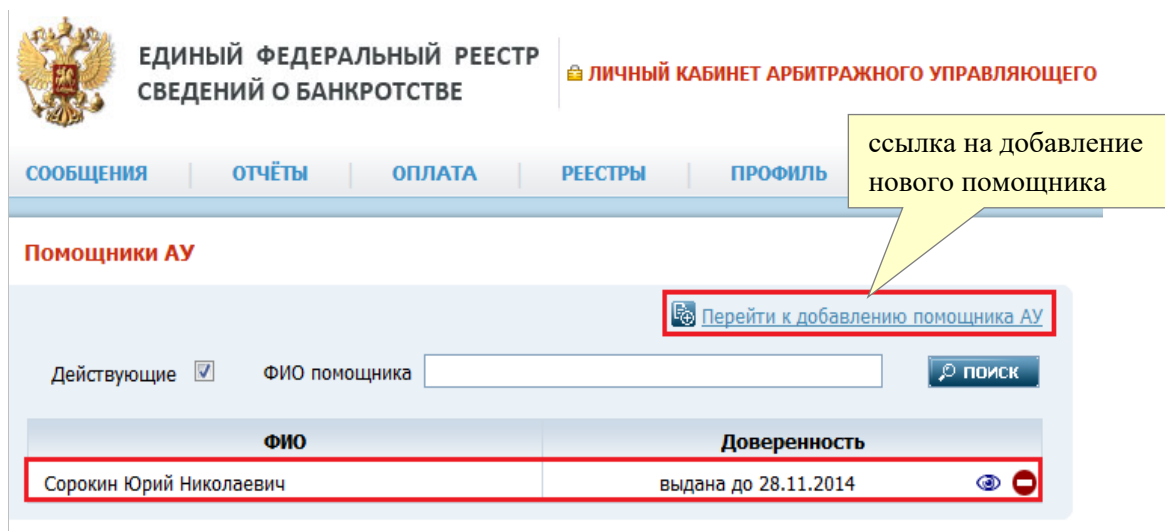 ЕДИНЫЙ ФЕДЕРАЛЬНЫЙ РЕЕСТР
СВЕДЕНИЙ О БАНКРОТСТВЕ
ЛИЧНЫЙ КАБИНЕТ АРБИТРАЖНОГО УПРАВЛЯЮЩЕГО
ссылка на добавление
нового помощника
СООБЩЕНИЯ ОТЧЁТЫ ОПЛАТА РЕЕСТРЫ ПРОФИЛЬ
Помощники АУ
Перейти к добавлению помощника АУ
Действующие ФИО помощника ПОИСК
ФИО Доверенность
Сорокин Юрий Николаевич выдана до 28.11.2014